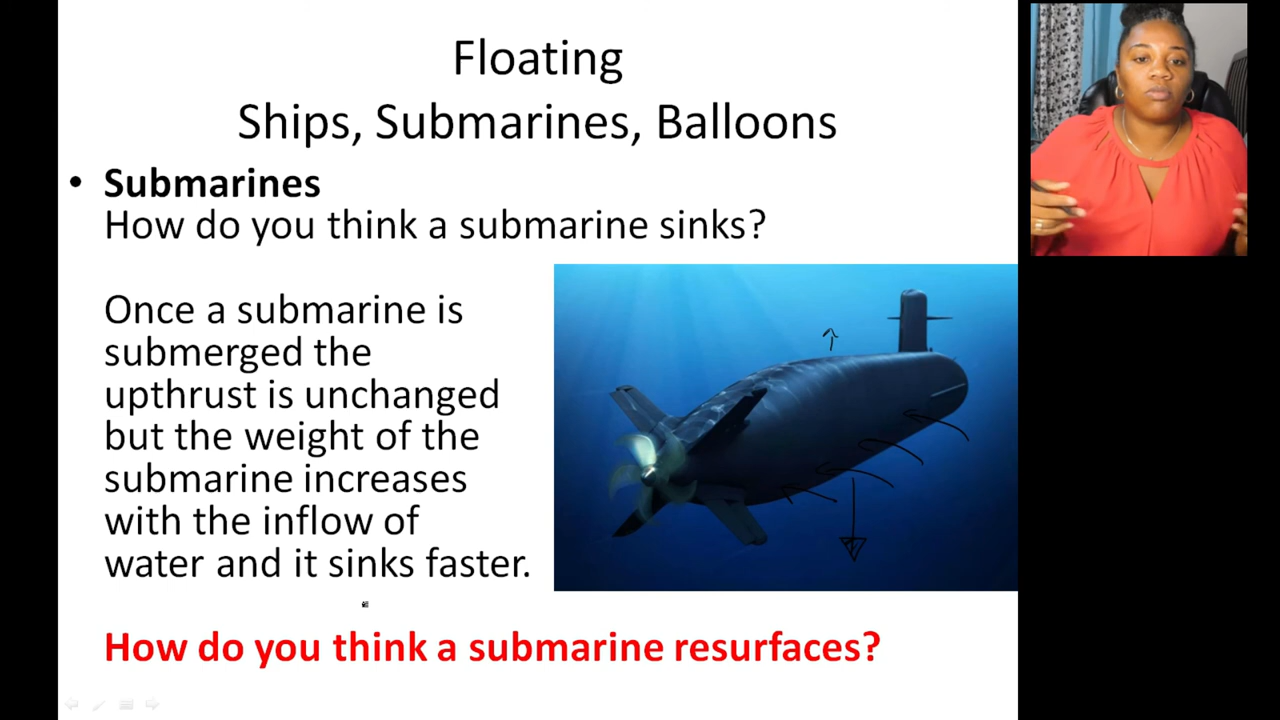 Floating
Ships, Submarines, Balloons
• Submarines
How do you think a submarine sinks?
Once a submarine is
submerged the
upthrust is unchanged
but the weight of the
submarine increases
with the inflow of
water and it sinks faster.
How do you think a submarine resurfaces?